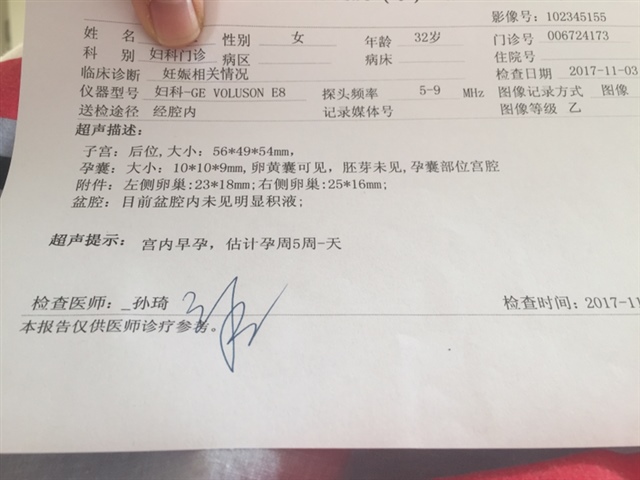 影像号：102345155
姓 名 性别 女 年龄 32岁 门诊号 006724173
科 别 妇科门诊 病区 病床 住院号
临床诊断 妊娠相关情况 检查日期 2017-11-03
仪器型号 妇科-GE VOLUSON E8 探头频率 5-9 MHz 图像记录方式 图像
送检途径 经腔内 记录媒体号 图像等级 乙
超声描述：
子宫：后位,大小：56*49*54mm,
孕囊：大小：10*10*9mm,卵黄囊可见，胚芽未见,孕囊部位宫腔
附件：左侧卵巢:23*18mm;右侧卵巢:25*16mm;
盆腔：目前盆腔内未见明显积液;
超声提示：宫内早孕，估计孕周5周-天
检查医师：_孙琦 检查时间：2017-11
本报告仅供医师诊疗参考。